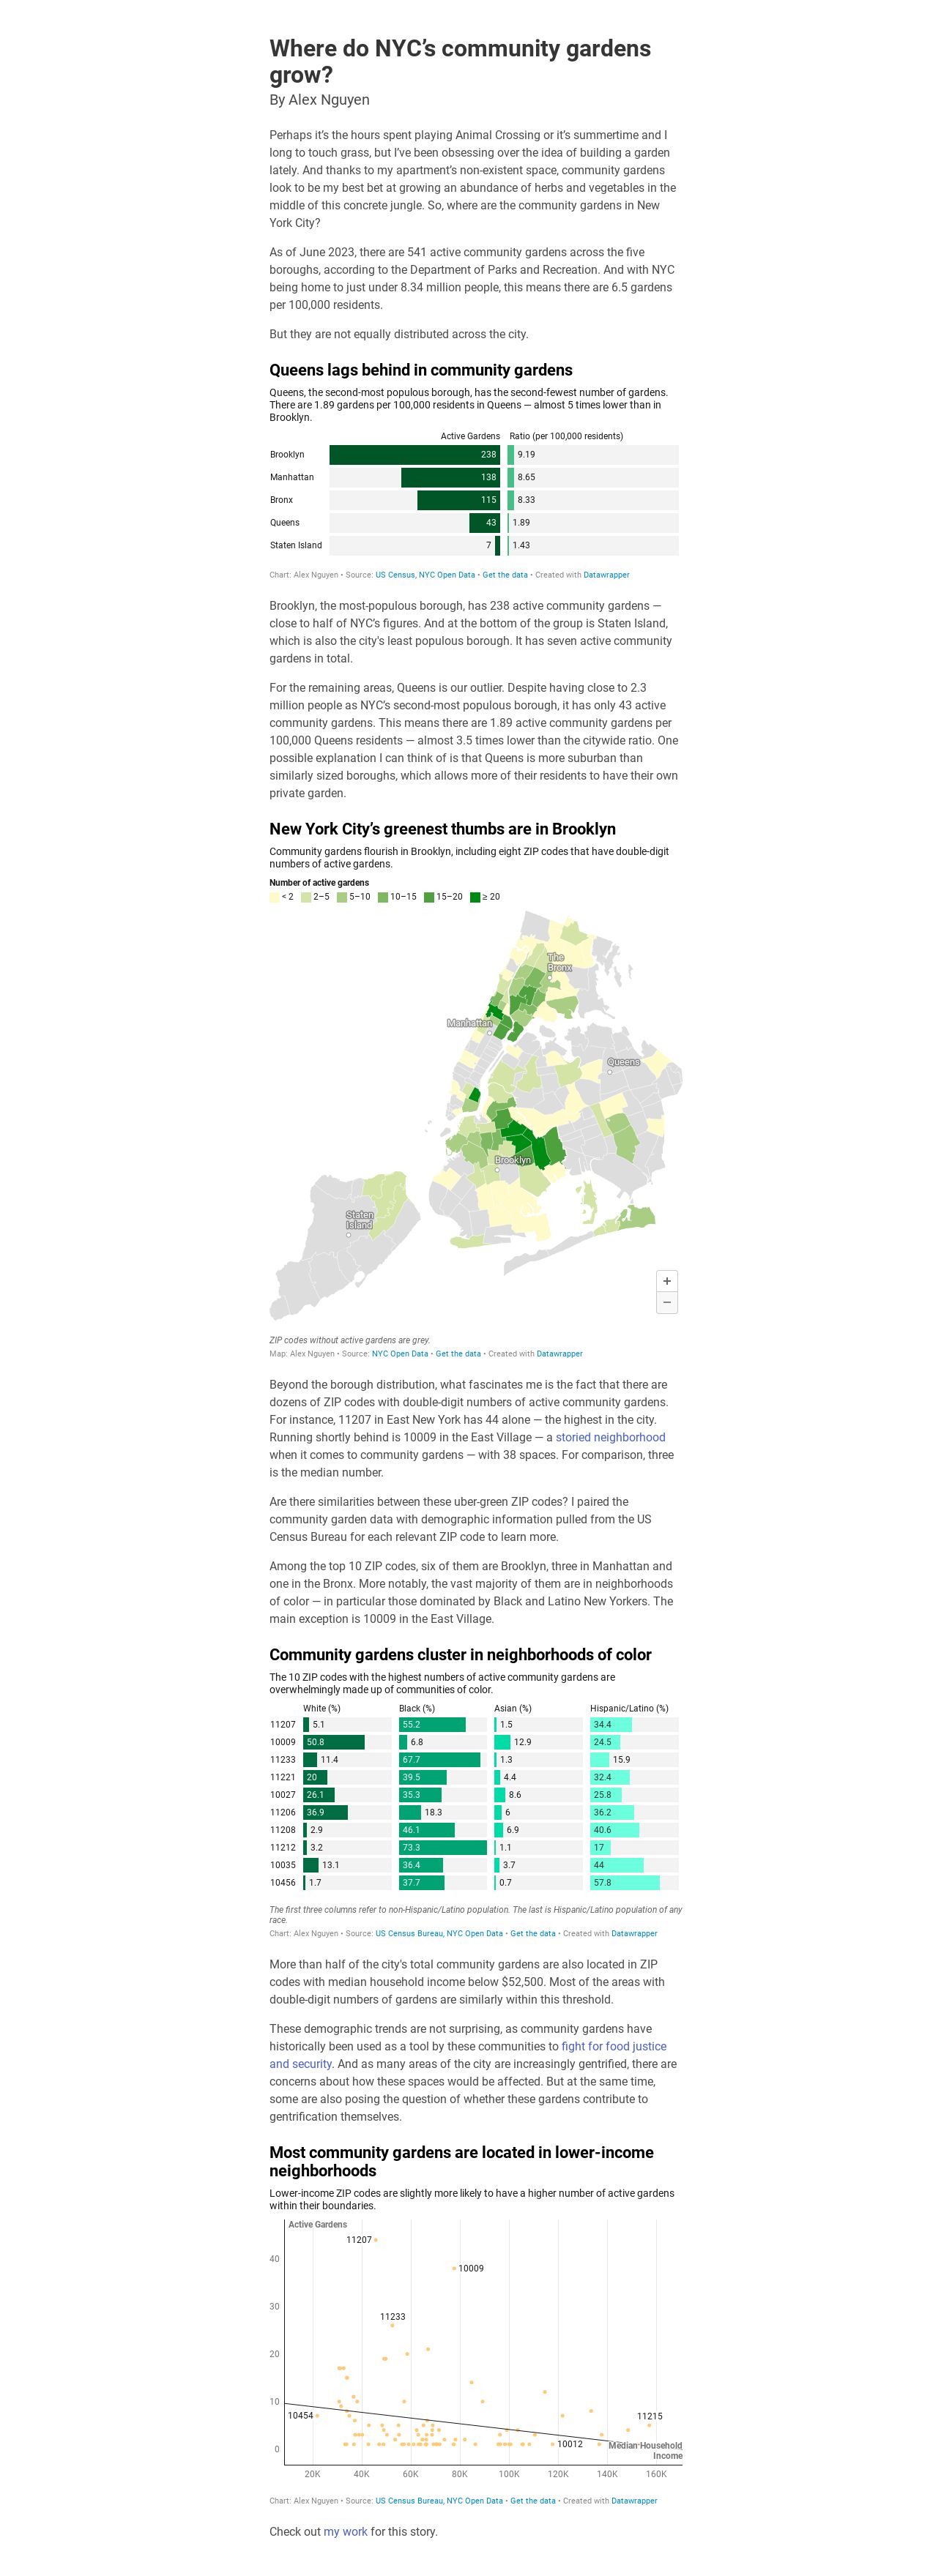 Where do NYC’s community gardens
grow?
By Alex Nguyen
Perhaps it’s the hours spent playing Animal Crossing or it’s summertime and I
long to touch grass, but I’ve been obsessing over the idea of building a garden
lately. And thanks to my apartment’s non-existent space, community gardens
look to be my best bet at growing an abundance of herbs and vegetables in the
middle of this concrete jungle. So, where are the community gardens in New
York City?
As of June 2023, there are 541 active community gardens across the five
boroughs, according to the Department of Parks and Recreation. And with NYC
being home to just under 8.34 million people, this means there are 6.5 gardens
per 100,000 residents.
But they are not equally distributed across the city.
Queens lags behind in community gardens
Queens, the second-most populous borough, has the second-fewest number of gardens.
There are 1.89 gardens per 100,000 residents in Queens — almost 5 times lower than in
Brooklyn.
Active Gardens Ratio (per 100,000 residents)
Brooklyn 238 9.19
Manhattan 138 8.65
Bronx 115 8.33
Queens 43 1.89
Staten Island 7 1.43
Chart: Alex Nguyen • Source: US Census, NYC Open Data • Get the data • Created with Datawrapper
Brooklyn, the most-populous borough, has 238 active community gardens —
close to half of NYC’s figures. And at the bottom of the group is Staten Island,
which is also the city’s least populous borough. It has seven active community
gardens in total.
For the remaining areas, Queens is our outlier. Despite having close to 2.3
million people as NYC’s second-most populous borough, it has only 43 active
community gardens. This means there are 1.89 active community gardens per
100,000 Queens residents — almost 3.5 times lower than the citywide ratio. One
possible explanation I can think of is that Queens is more suburban than
similarly sized boroughs, which allows more of their residents to have their own
private garden.
New York City’s greenest thumbs are in Brooklyn
Community gardens flourish in Brooklyn, including eight ZIP codes that have double-digit
numbers of active gardens.
Number of active gardens
< 2 2–5 5–10 10–15 15–20 ≥ 20
The
Bronx
Manhattan
Queens
Brooklyn
Staten
Island
+
−
ZIP codes without active gardens are grey.
Map: Alex Nguyen • Source: NYC Open Data • Get the data • Created with Datawrapper
Beyond the borough distribution, what fascinates me is the fact that there are
dozens of ZIP codes with double-digit numbers of active community gardens.
For instance, 11207 in East New York has 44 alone — the highest in the city.
Running shortly behind is 10009 in the East Village — a storied neighborhood
when it comes to community gardens — with 38 spaces. For comparison, three
is the median number.
Are there similarities between these uber-green ZIP codes? I paired the
community garden data with demographic information pulled from the US
Census Bureau for each relevant ZIP code to learn more.
Among the top 10 ZIP codes, six of them are Brooklyn, three in Manhattan and
one in the Bronx. More notably, the vast majority of them are in neighborhoods
of color — in particular those dominated by Black and Latino New Yorkers. The
main exception is 10009 in the East Village.
Community gardens cluster in neighborhoods of color
The 10 ZIP codes with the highest numbers of active community gardens are
overwhelmingly made up of communities of color.
White (%) Black (%) Asian (%) Hispanic/Latino (%)
11207 5.1 55.2 1.5 34.4
10009 50.8 6.8 12.9 24.5
11233 11.4 67.7 1.3 15.9
11221 20 39.5 4.4 32.4
10027 26.1 35.3 8.6 25.8
11206 36.9 18.3 6 36.2
11208 2.9 46.1 6.9 40.6
11212 3.2 73.3 1.1 17
10035 13.1 36.4 3.7 44
10456 1.7 37.7 0.7 57.8
The first three columns refer to non-Hispanic/Latino population. The last is Hispanic/Latino population of any
race.
Chart: Alex Nguyen • Source: US Census Bureau, NYC Open Data • Get the data • Created with Datawrapper
More than half of the city’s total community gardens are also located in ZIP
codes with median household income below $52,500. Most of the areas with
double-digit numbers of gardens are similarly within this threshold.
These demographic trends are not surprising, as community gardens have
historically been used as a tool by these communities to fight for food justice
and security. And as many areas of the city are increasingly gentrified, there are
concerns about how these spaces would be affected. But at the same time,
some are also posing the question of whether these gardens contribute to
gentrification themselves.
Most community gardens are located in lower-income
neighborhoods
Lower-income ZIP codes are slightly more likely to have a higher number of active gardens
within their boundaries.
Active Gardens
11207
40
10009
30
11233
20
10
10454
11215
10012
0
Median Household
Income
20K 40K 60K 80K 100K 120K 140K 160K
Chart: Alex Nguyen • Source: US Census Bureau, NYC Open Data • Get the data • Created with Datawrapper
Check out my work for this story.